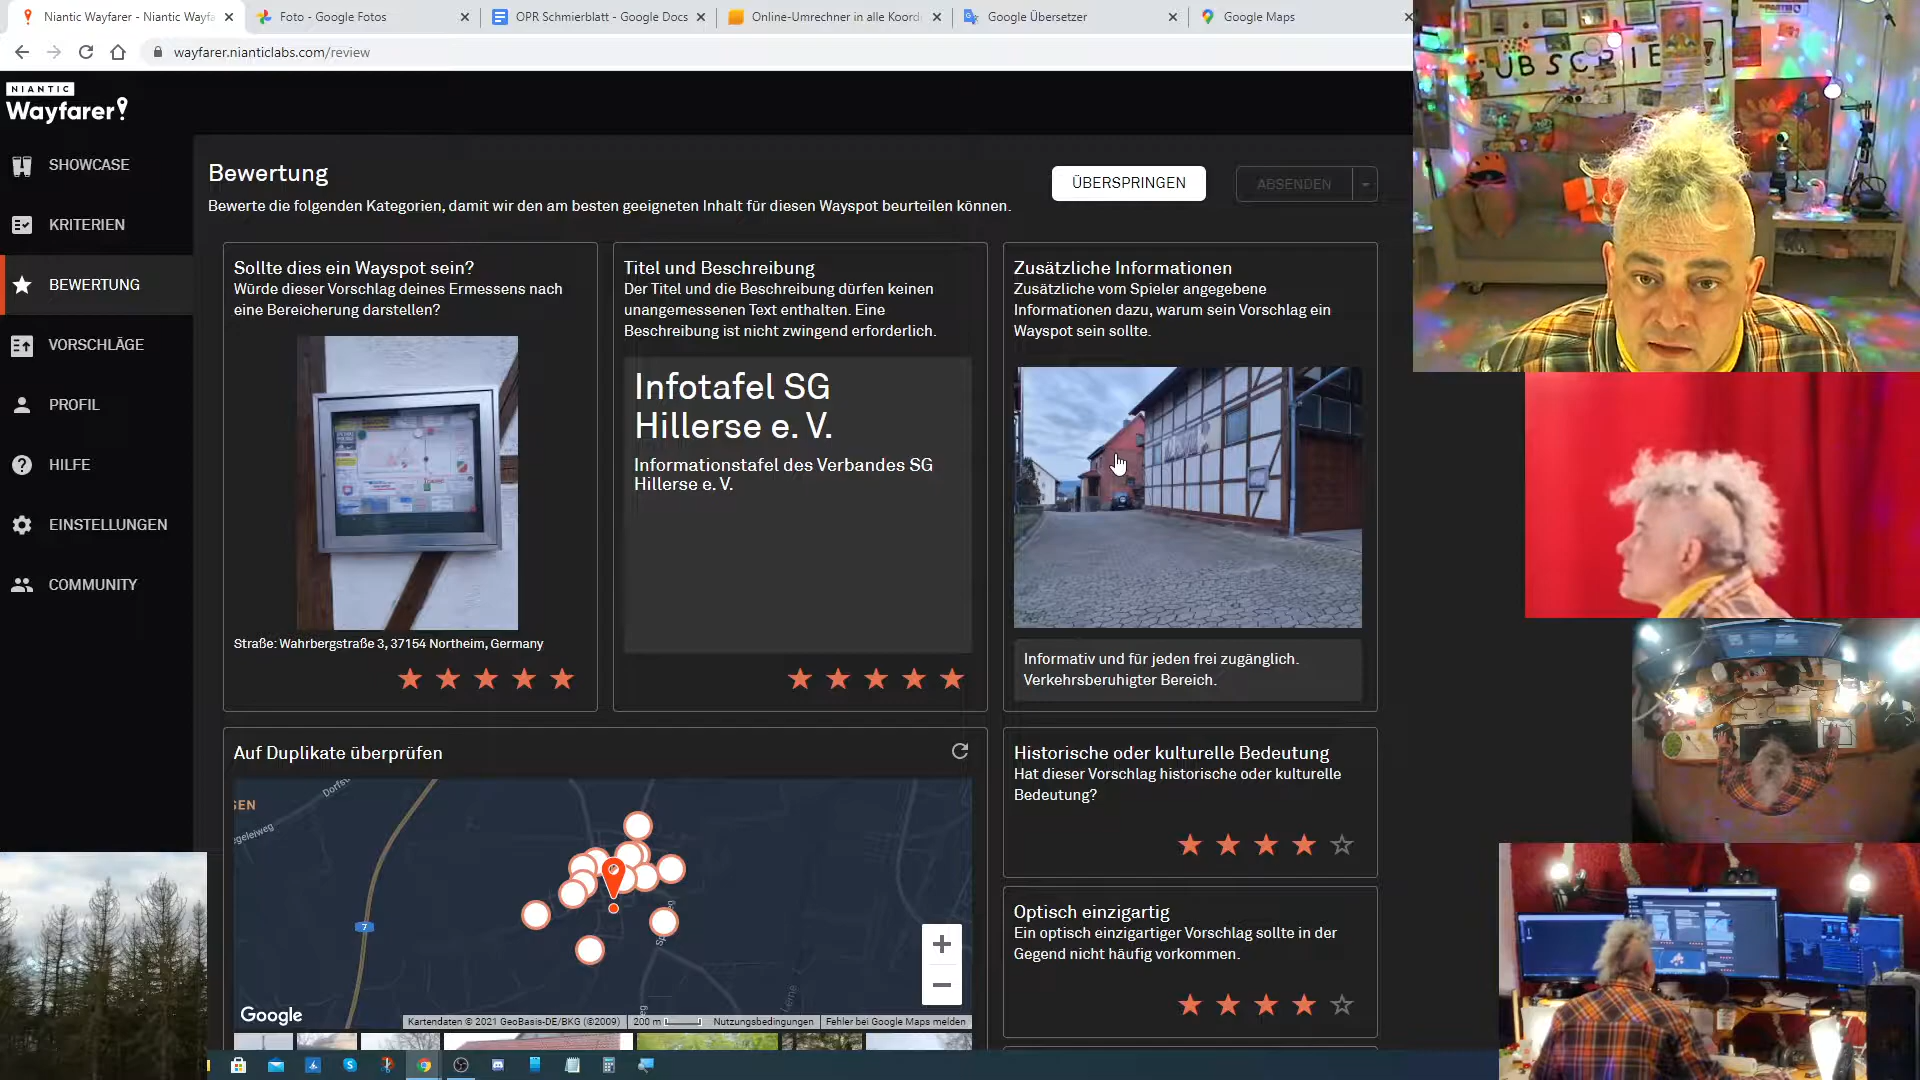 Niantic Wayfarer - Niantic Wayfa
Foto - Google Fotos
OPR Schmierblatt - Google Docs
Online-Umrechner in alle Koord
Google Übersetzer
Google Maps
wayfarer.nianticlabs.com/review
NIANTIC
Wayfarer
SHOWCASE
KRITERIEN
BEWERTUNG
VORSCHLÄGE
PROFIL
HILFE
EINSTELLUNGEN
COMMUNITY
Bewertung
Bewerte die folgenden Kategorien, damit wir den am besten geeigneten Inhalt für diesen Wayspot beurteilen können.
ÜBERSPRINGEN
ABSENDEN
Sollte dies ein Wayspot sein?
Würde dieser Vorschlag deines Ermessens nach
eine Bereicherung darstellen?
Straße: Wahrbergstraße 3, 37154 Northeim, Germany
Titel und Beschreibung
Der Titel und die Beschreibung dürfen keinen
unangemessenen Text enthalten. Eine
Beschreibung ist nicht zwingend erforderlich.
Infotafel SG
Hillerse e. V.
Informationstafel des Verbandes SG
Hillerse e. V.
Zusätzliche Informationen
Zusätzliche vom Spieler angegebene
Informationen dazu, warum sein Vorschlag ein
Wayspot sein sollte.
Informativ und für jeden frei zugänglich.
Verkehrsberuhigter Bereich.
Auf Duplikate überprüfen
7
Google
Kartendaten © 2021 GeoBasis-DE/BKG (©2009)
200 m
Nutzungsbedingungen
Fehler bei Google Maps melden
Historische oder kulturelle Bedeutung
Hat dieser Vorschlag historische oder kulturelle
Bedeutung?
Optisch einzigartig
Ein optisch einzigartiger Vorschlag sollte in der
Gegend nicht häufig vorkommen.
UBSCRIBE